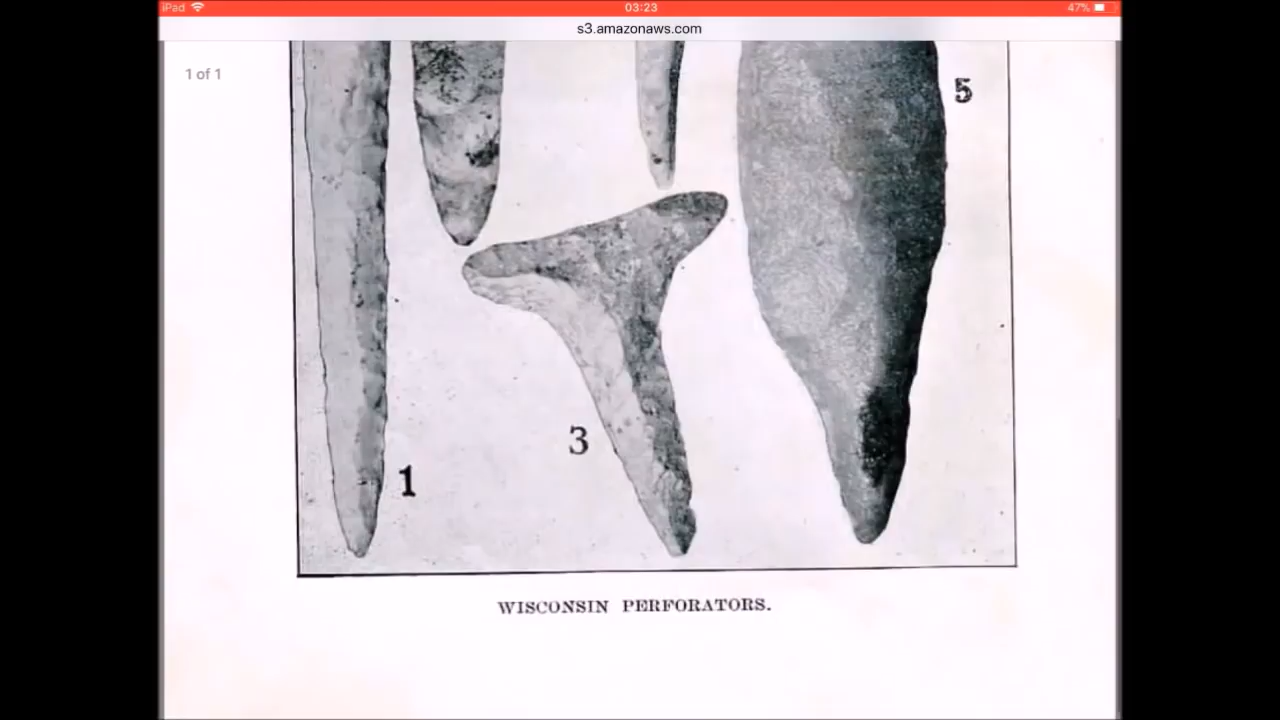 iPad 03:23 47%
s3.amazonaws.com
1 of 1
5
3
1
WISCONSIN PERFORATORS.